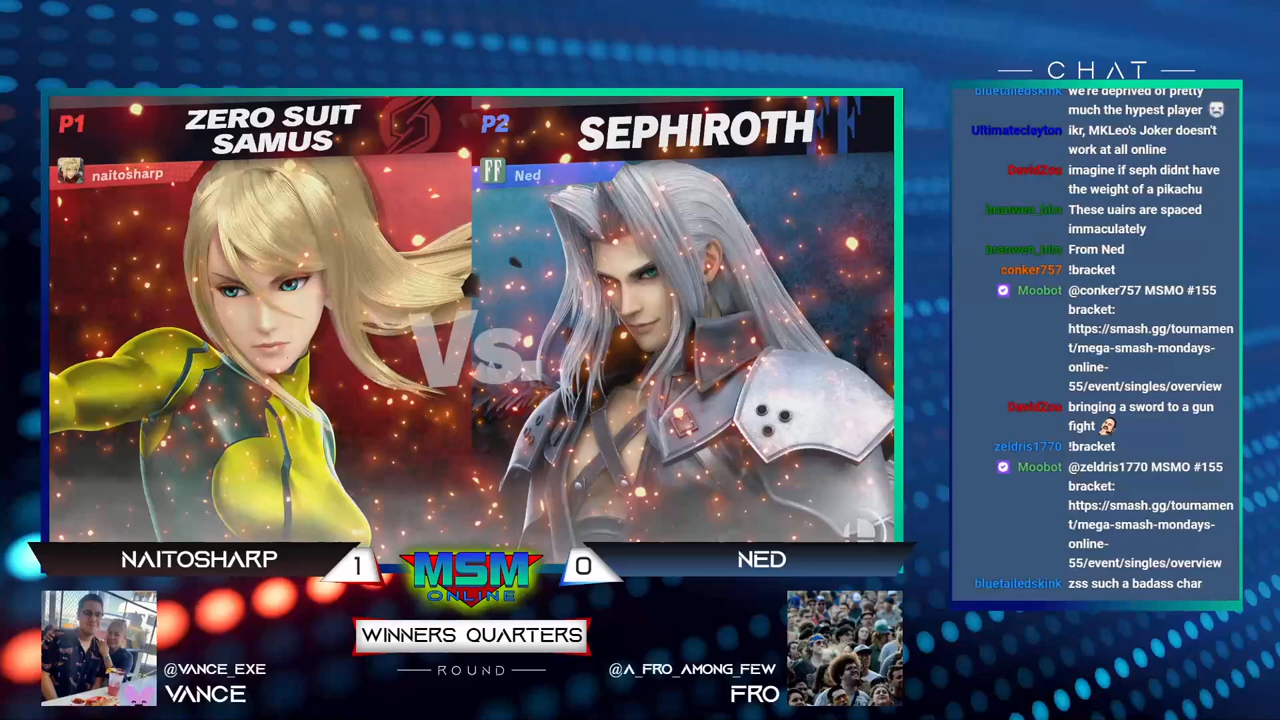 CHAT
P1
ZERO SUIT
SAMUS
naitosharp
P2
SEPHIROTH
FF
Ned
Vs.
bluetailedskink we're deprived of pretty
much the hypest player
Ultimateclayton ikr, MKLeo's Joker doesn't
work at all online
DavidZou imagine if seph didnt have
the weight of a pikachu
These uairs are spaced
immaculately
From Ned
conker757 !bracket
Moobot @conker757 MSMO #155
bracket:
https://smash.gg/tournamen
t/mega-smash-mondays-
online-
55/event/singles/overview
DavidZou bringing a sword to a gun
fight
zeldris1770 !bracket
Moobot @zeldris1770 MSMO #155
bracket:
https://smash.gg/tournamen
t/mega-smash-mondays-
online-
55/event/singles/overview
bluetailedskink zss such a badass char
NAITOSHARP 1
MSM
ONLINE
0 NED
WINNERS QUARTERS
ROUND
@VANCE_EXE
VANCE
@A_FRO_AMONG_FEW
FRO